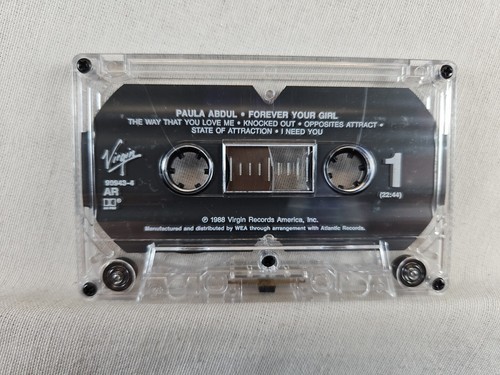 PAULA ABDUL • FOREVER YOUR GIRL
THE WAY THAT YOU LOVE ME • KNOCKED OUT • OPPOSITES ATTRACT •
STATE OF ATTRACTION • I NEED YOU
Virgin
90943-4
AR
1
(22:44)
℗ 1988 Virgin Records America, Inc.
Manufactured and distributed by WEA through arrangement with Atlantic Records.